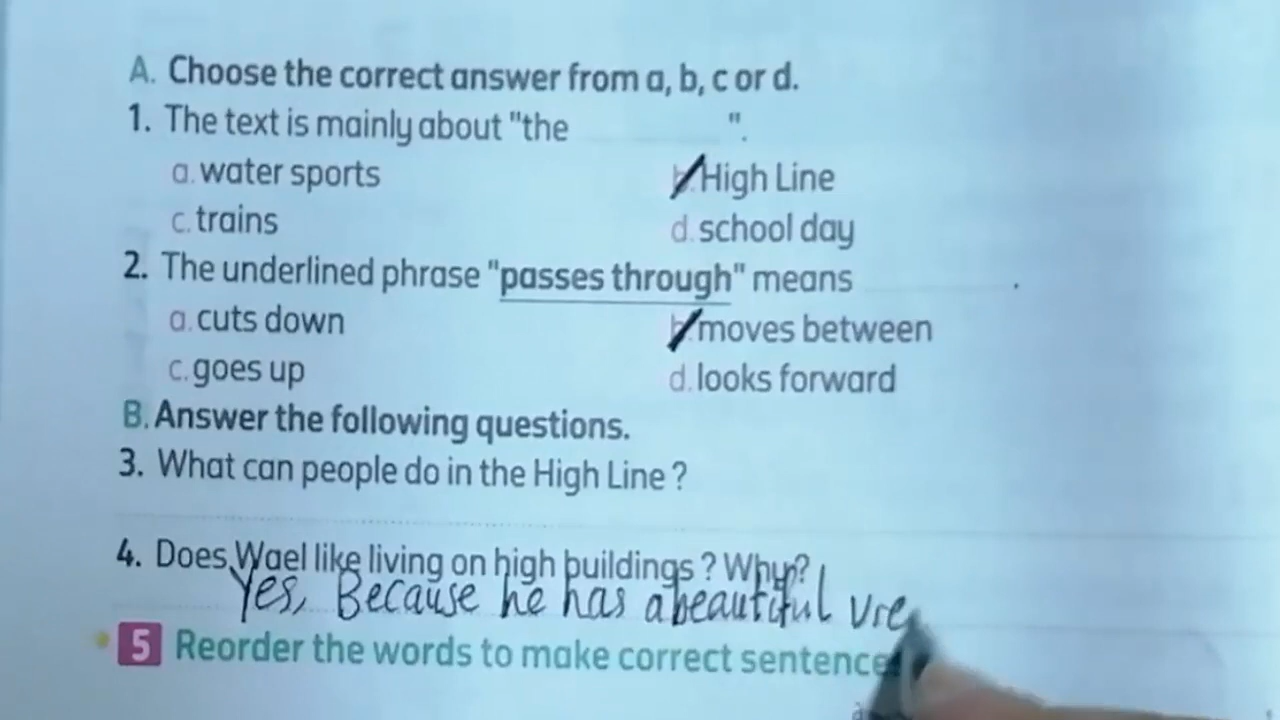 A. Choose the correct answer from a, b, c or d.
1. The text is mainly about "the ".
a. water sports High Line
c. trains d. school day
2. The underlined phrase "passes through" means .
a. cuts down moves between
c. goes up d. looks forward
B. Answer the following questions.
3. What can people do in the High Line ?
4. Does Wael like living on high buildings ? Why?
Yes, Because he has a beautiful vie
5 Reorder the words to make correct sentence